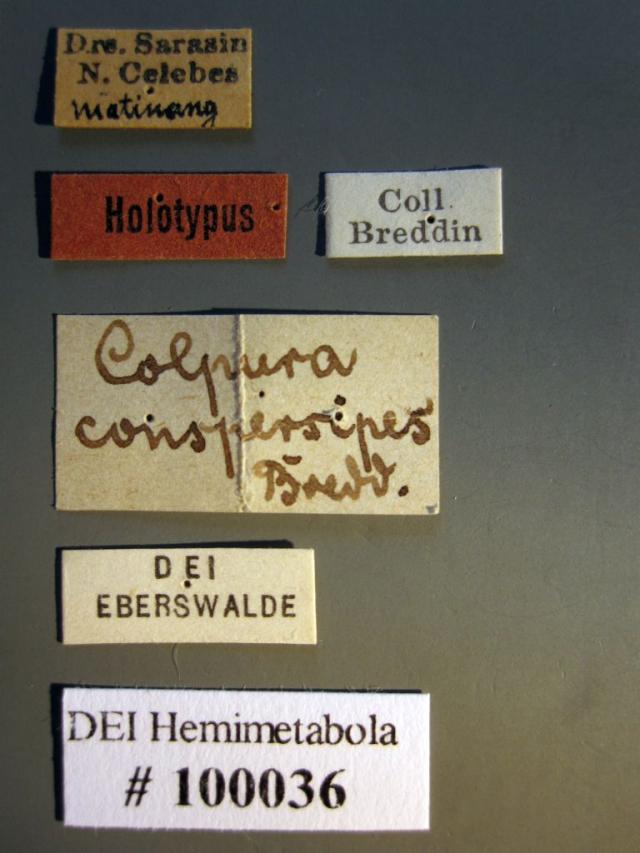 Drs. Sarasin
N. Celebes
Matinang
Holotypus
Coll.
Breddin
Colpura
conspersipes
Bredd.
DEI
EBERSWALDE
DEI Hemimetabola
# 100036